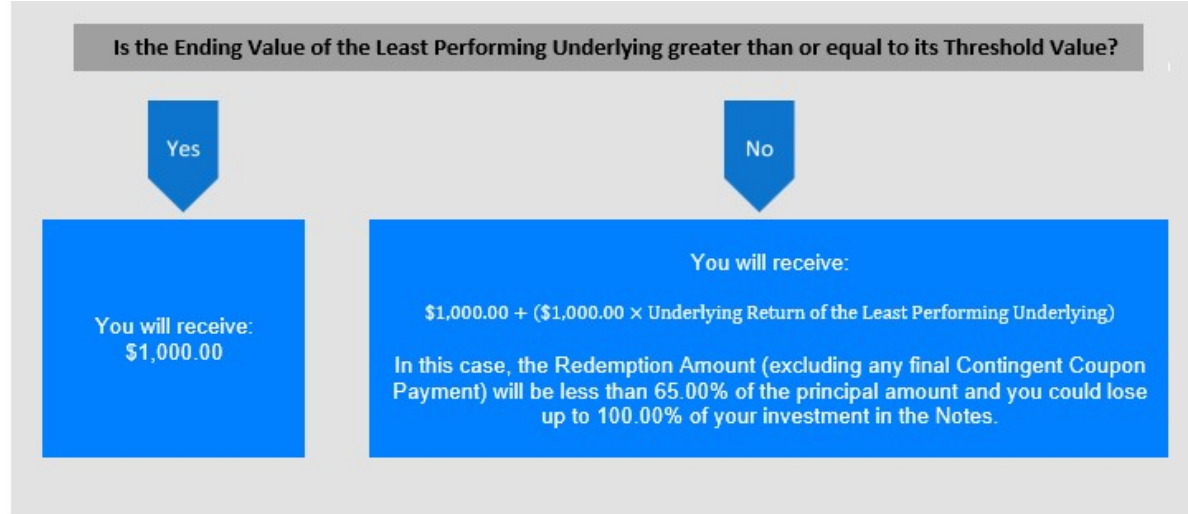 Is the Ending Value of the Least Performing Underlying greater than or equal to its Threshold Value?
Yes
No
You will receive:
$1,000.00
You will receive:
$1,000.00 + ($1,000.00 × Underlying Return of the Least Performing Underlying)
In this case, the Redemption Amount (excluding any final Contingent Coupon
Payment) will be less than 65.00% of the principal amount and you could lose
up to 100.00% of your investment in the Notes.